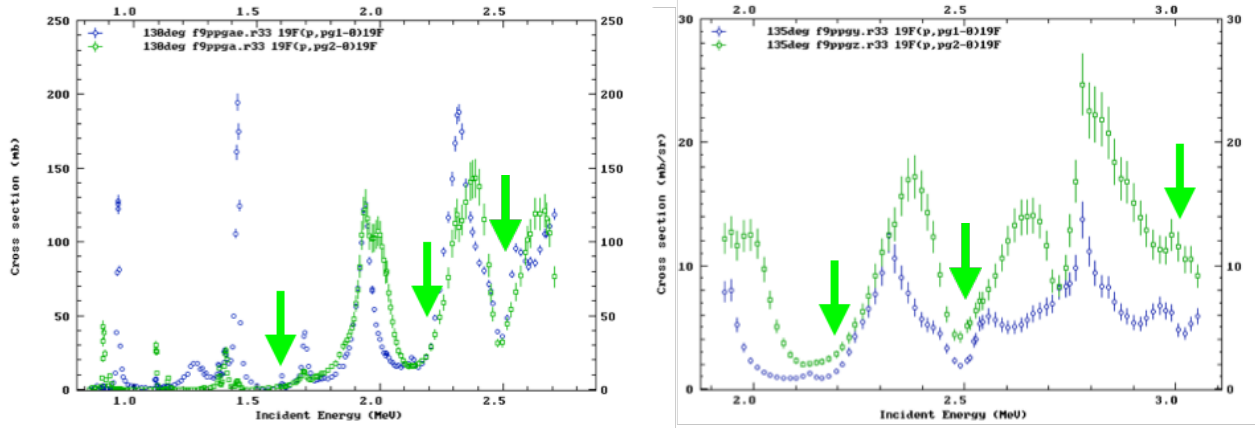 1.0 1.5 2.0 2.5
250 250
130deg f9ppgae.r33 19F(p,pg1-0)19F
130deg f9ppga.r33 19F(p,pg2-0)19F
200 200
150 150
100 100
50 50
0 0
1.0 1.5 2.0 2.5
Incident Energy (MeV)
Cross section (mb)
2.0 2.5 3.0
30 30
135deg f9ppgy.r33 19F(p,pg1-0)19F
135deg f9ppgz.r33 19F(p,pg2-0)19F
20 20
10 10
0 0
2.0 2.5 3.0
Incident Energy (MeV)
Cross section (mb/sr)